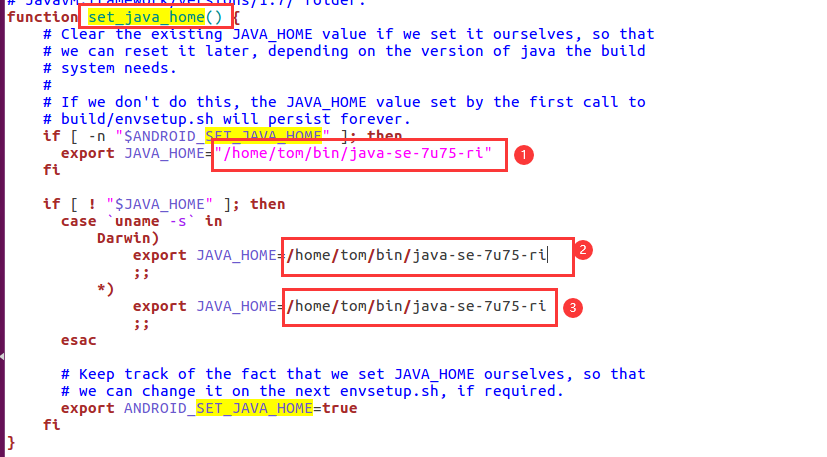 # JavaVM.framework/Versions/1.7/ folder.
function set_java_home() {
    # Clear the existing JAVA_HOME value if we set it ourselves, so that
    # we can reset it later, depending on the version of java the build
    # system needs.
    #
    # If we don't do this, the JAVA_HOME value set by the first call to
    # build/envsetup.sh will persist forever.
    if [ -n "$ANDROID_SET_JAVA_HOME" ]; then
      export JAVA_HOME="/home/tom/bin/java-se-7u75-ri" 1
    fi
    if [ ! "$JAVA_HOME" ]; then
      case `uname -s` in
          Darwin)
              export JAVA_HOME=/home/tom/bin/java-se-7u75-ri 2
              ;;
          *)
              export JAVA_HOME=/home/tom/bin/java-se-7u75-ri 3
              ;;
      esac
      # Keep track of the fact that we set JAVA_HOME ourselves, so that
      # we can change it on the next envsetup.sh, if required.
      export ANDROID_SET_JAVA_HOME=true
    fi
}